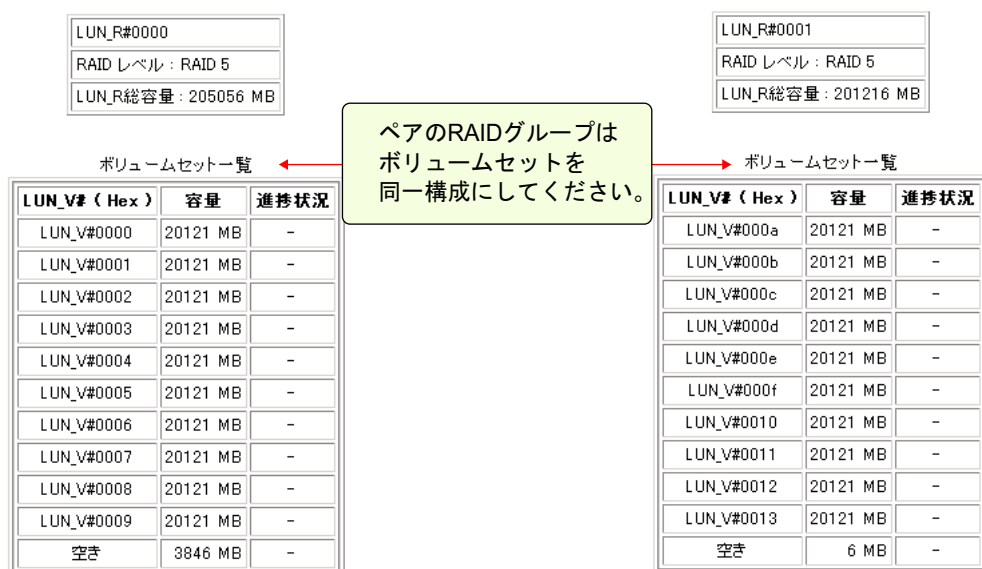 LUN_R#0000
RAID レベル : RAID 5
LUN_R総容量 : 205056 MB
LUN_R#0001
RAID レベル : RAID 5
LUN_R総容量 : 201216 MB
ペアのRAIDグループは
ボリュームセットを
同一構成にしてください。
ボリュームセット一覧
LUN_V# ( Hex ) 容量 進捗状況
LUN_V#0000 20121 MB -
LUN_V#0001 20121 MB -
LUN_V#0002 20121 MB -
LUN_V#0003 20121 MB -
LUN_V#0004 20121 MB -
LUN_V#0005 20121 MB -
LUN_V#0006 20121 MB -
LUN_V#0007 20121 MB -
LUN_V#0008 20121 MB -
LUN_V#0009 20121 MB -
空き 3846 MB -
ボリュームセット一覧
LUN_V# ( Hex ) 容量 進捗状況
LUN_V#000a 20121 MB -
LUN_V#000b 20121 MB -
LUN_V#000c 20121 MB -
LUN_V#000d 20121 MB -
LUN_V#000e 20121 MB -
LUN_V#000f 20121 MB -
LUN_V#0010 20121 MB -
LUN_V#0011 20121 MB -
LUN_V#0012 20121 MB -
LUN_V#0013 20121 MB -
空き 6 MB -